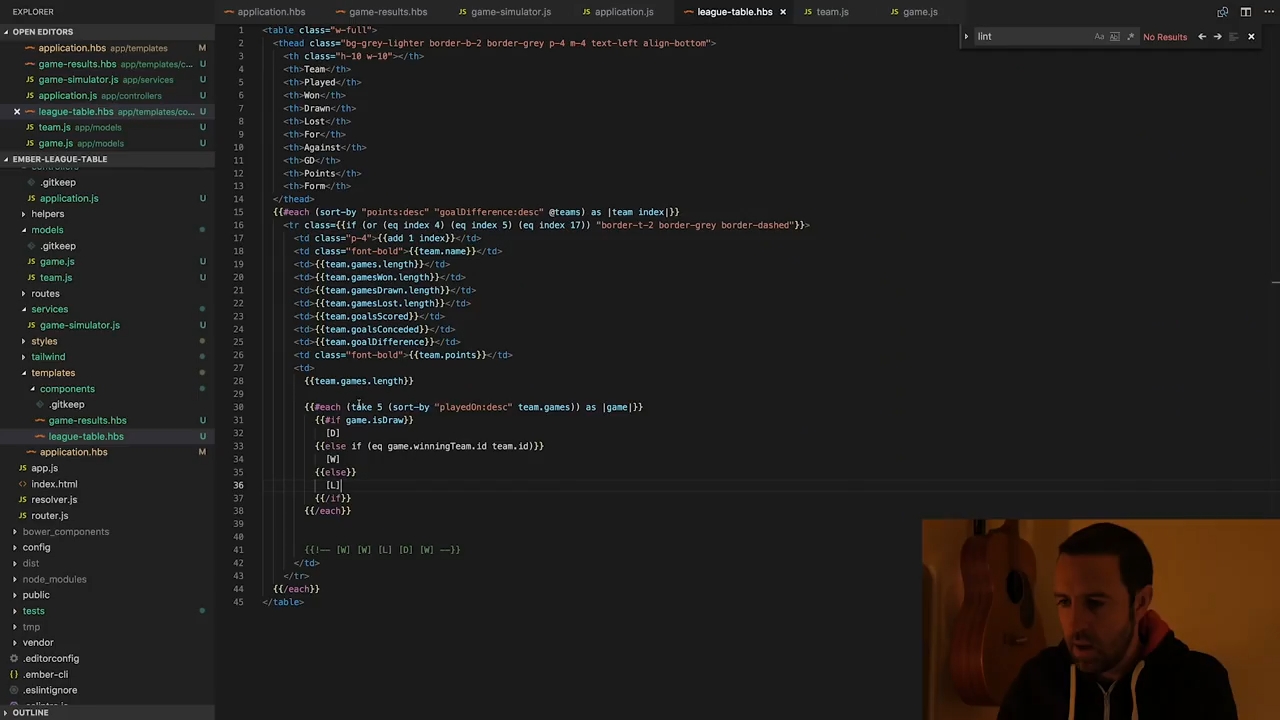 EXPLORER
application.hbs
game-results.hbs
game-simulator.js
application.js
league-table.hbs ×
team.js
game.js
OPEN EDITORS
application.hbs app/templates M
game-results.hbs app/templates/c... U
game-simulator.js app/services U
application.js app/controllers U
× league-table.hbs app/templates/co... U
team.js app/models U
game.js app/models U
EMBER-LEAGUE-TABLE
.gitkeep
application.js U
helpers
models
.gitkeep
game.js U
team.js U
routes
services
game-simulator.js U
styles
tailwind
templates
components
.gitkeep
game-results.hbs U
league-table.hbs U
application.hbs M
app.js
index.html
resolver.js
router.js
bower_components
config
dist
node_modules
public
tests
tmp
vendor
.editorconfig
.ember-cli
.eslintignore
OUTLINE
lint
No Results
1 <table class="w-full">
2 <thead class="bg-grey-lighter border-b-2 border-grey p-4 m-4 text-left align-bottom">
3 <th class="h-10 w-10"></th>
4 <th>Team</th>
5 <th>Played</th>
6 <th>Won</th>
7 <th>Drawn</th>
8 <th>Lost</th>
9 <th>For</th>
10 <th>Against</th>
11 <th>GD</th>
12 <th>Points</th>
13 <th>Form</th>
14 </thead>
15 {{#each (sort-by "points:desc" "goalDifference:desc" @teams) as |team index|}}
16 <tr class={{if (or (eq index 4) (eq index 5) (eq index 17)) "border-t-2 border-grey border-dashed"}}>
17 <td class="p-4">{{add 1 index}}</td>
18 <td class="font-bold">{{team.name}}</td>
19 <td>{{team.games.length}}</td>
20 <td>{{team.gamesWon.length}}</td>
21 <td>{{team.gamesDrawn.length}}</td>
22 <td>{{team.gamesLost.length}}</td>
23 <td>{{team.goalsScored}}</td>
24 <td>{{team.goalsConceded}}</td>
25 <td>{{team.goalDifference}}</td>
26 <td class="font-bold">{{team.points}}</td>
27 <td>
28 {{team.games.length}}
29
30 {{#each (take 5 (sort-by "playedOn:desc" team.games)) as |game|}}
31 {{#if game.isDraw}}
32 [D]
33 {{else if (eq game.winningTeam.id team.id)}}
34 [W]
35 {{else}}
36 [L]
37 {{/if}}
38 {{/each}}
39
40
41 {{!-- [W] [W] [L] [D] [W] --}}
42 </td>
43 </tr>
44 {{/each}}
45 </table>